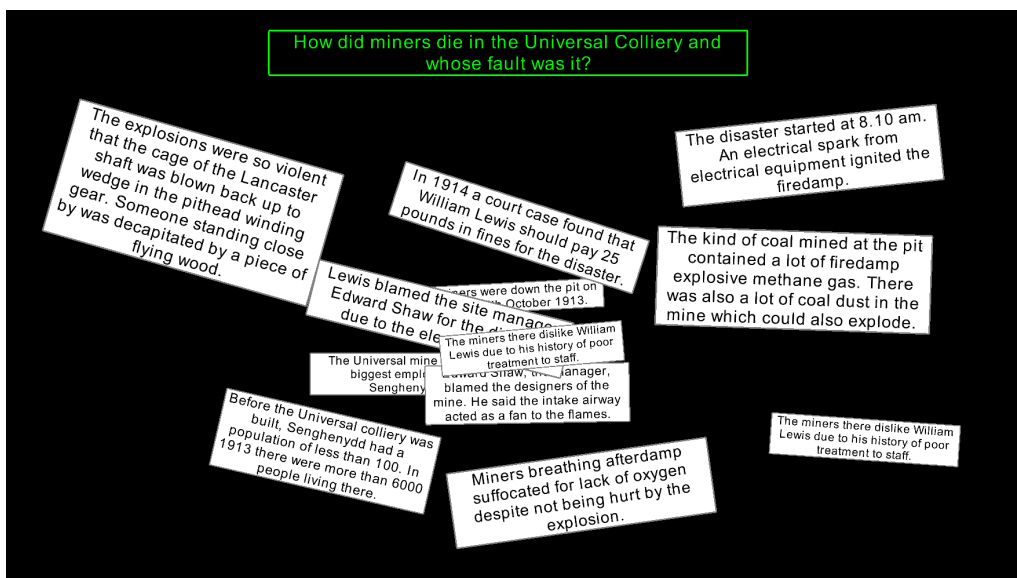 How did miners die in the Universal Colliery and
whose fault was it?
The explosions were so violent
that the cage of the Lancaster
shaft was blown back up to
wedge in the pithead winding
gear. Someone standing close
by was decapitated by a piece of
flying wood.
In 1914 a court case found that
William Lewis should pay 25
pounds in fines for the disaster.
The disaster started at 8.10 am.
An electrical spark from
electrical equipment ignited the
firedamp.
The kind of coal mined at the pit
contained a lot of firedamp
explosive methane gas. There
was also a lot of coal dust in the
mine which could also explode.
were down the pit on
October 1913.
Lewis blamed the site
Edward Shaw for the
due to the
The miners there dislike William
Lewis due to his history of poor
treatment to staff.
The Universal mine
biggest
Edward Shaw,
blamed the designers of the
mine. He said the intake airway
acted as a fan to the flames.
Before the Universal colliery was
built, Senghenydd had a
population of less than 100. In
1913 there were more than 6000
people living there.
Miners breathing afterdamp
suffocated for lack of oxygen
despite not being hurt by the
explosion.
The miners there dislike William
Lewis due to his history of poor
treatment to staff.